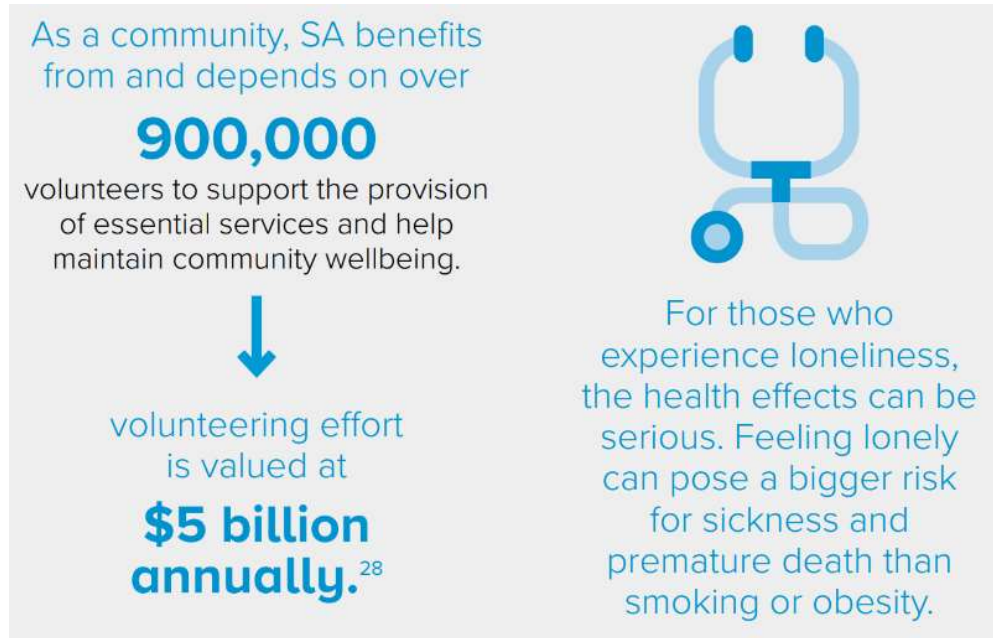 As a community, SA benefits
from and depends on over
900,000
volunteers to support the provision
of essential services and help
maintain community wellbeing.
volunteering effort
is valued at
$5 billion
annually.28
For those who
experience loneliness,
the health effects can be
serious. Feeling lonely
can pose a bigger risk
for sickness and
premature death than
smoking or obesity.